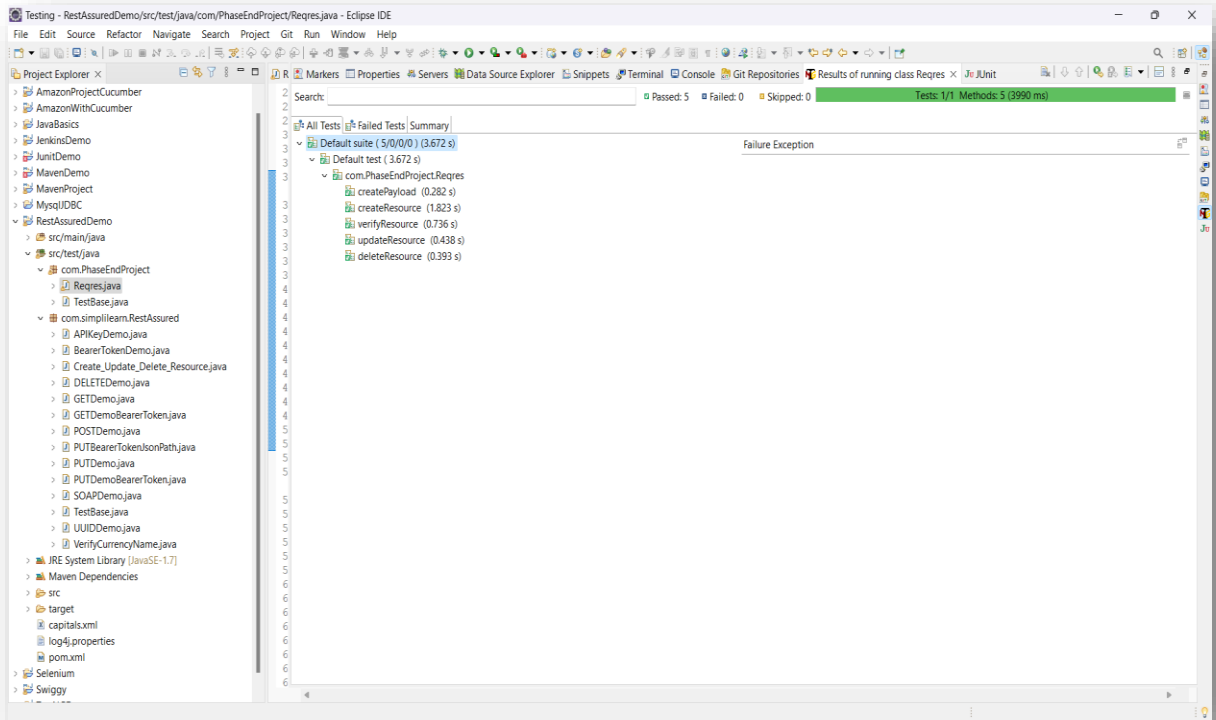 Testing - RestAssuredDemo/src/test/java/com/PhaseEndProject/Reqres.java - Eclipse IDE
File Edit Source Refactor Navigate Search Project Git Run Window Help
Project Explorer
R Markers Properties Servers Data Source Explorer Snippets Terminal Console Git Repositories Results of running class Reqres JUnit
AmazonProjectCucumber
AmazonWithCucumber
JavaBasics
JenkinsDemo
JunitDemo
MavenDemo
MavenProject
MysqlJDBC
RestAssuredDemo
src/main/java
src/test/java
com.PhaseEndProject
Reqres.java
TestBase.java
com.simplilearn.RestAssured
APIKeyDemo.java
BearerTokenDemo.java
Create_Update_Delete_Resource.java
DELETEDemo.java
GETDemo.java
GETDemoBearerToken.java
POSTDemo.java
PUTBearerTokenJsonPath.java
PUTDemo.java
PUTDemoBearerToken.java
SOAPDemo.java
TestBase.java
UUIDDemo.java
VerifyCurrencyName.java
JRE System Library [JavaSE-1.7]
Maven Dependencies
src
target
capitals.xml
log4j.properties
pom.xml
Selenium
Swiggy
Search: Passed: 5 Failed: 0 Skipped: 0 Tests: 1/1 Methods: 5 (3990 ms)
All Tests Failed Tests Summary
Default suite ( 5/0/0/0 ) (3.672 s)
Default test ( 3.672 s)
com.PhaseEndProject.Reqres
createPayload (0.282 s)
createResource (1.823 s)
verifyResource (0.736 s)
updateResource (0.438 s)
deleteResource (0.393 s)
Failure Exception